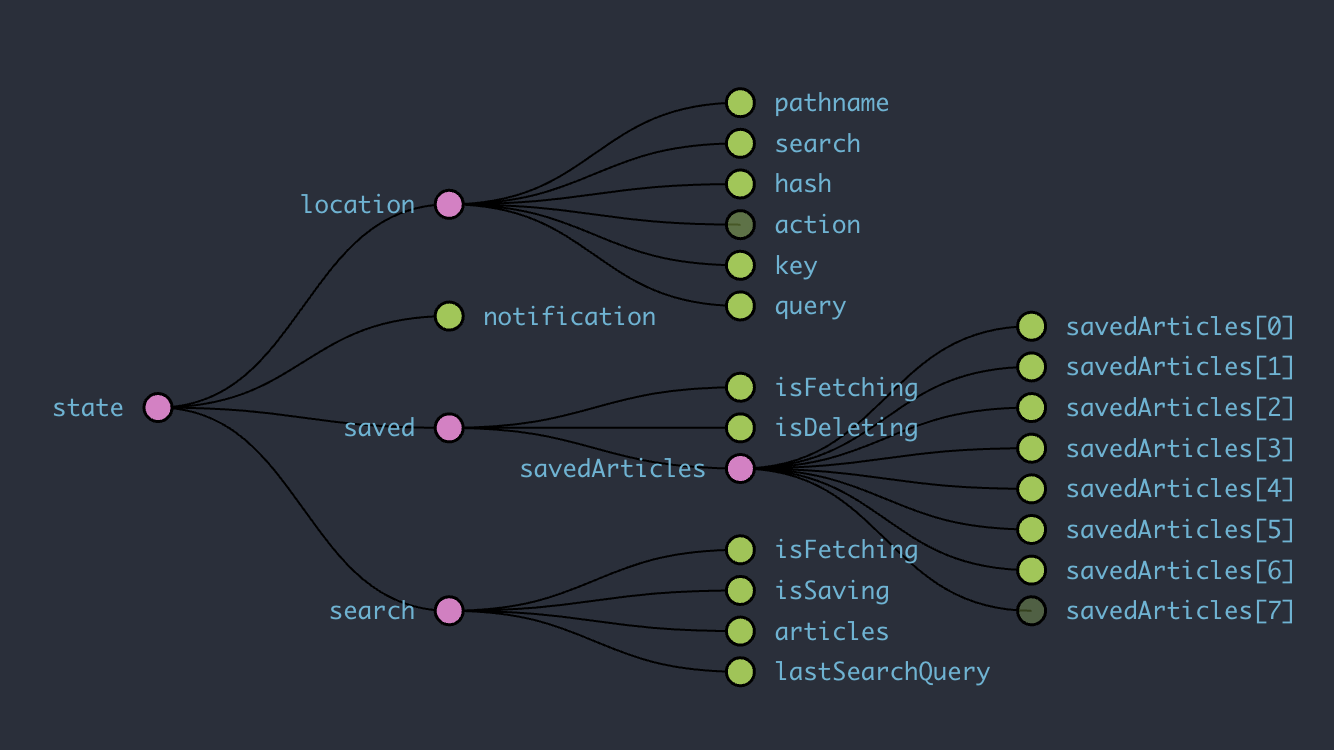 state
location
pathname
search
hash
action
key
query
notification
saved
isFetching
isDeleting
savedArticles
savedArticles[0]
savedArticles[1]
savedArticles[2]
savedArticles[3]
savedArticles[4]
savedArticles[5]
savedArticles[6]
savedArticles[7]
search
isFetching
isSaving
articles
lastSearchQuery